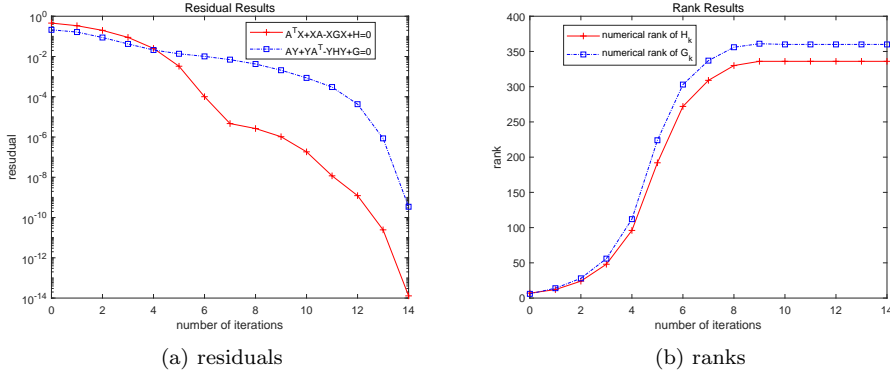 Residual Results
A^T X+XA-XGX+H=0
AY+YA^T-YHY+G=0
10^0
10^-2
10^-4
10^-6
10^-8
10^-10
10^-12
10^-14
resudual
0 2 4 6 8 10 12 14
number of iterations
(a) residuals
Rank Results
numerical rank of H_k
numerical rank of G_k
400
350
300
250
200
150
100
50
0
rank
0 2 4 6 8 10 12 14
number of iterations
(b) ranks